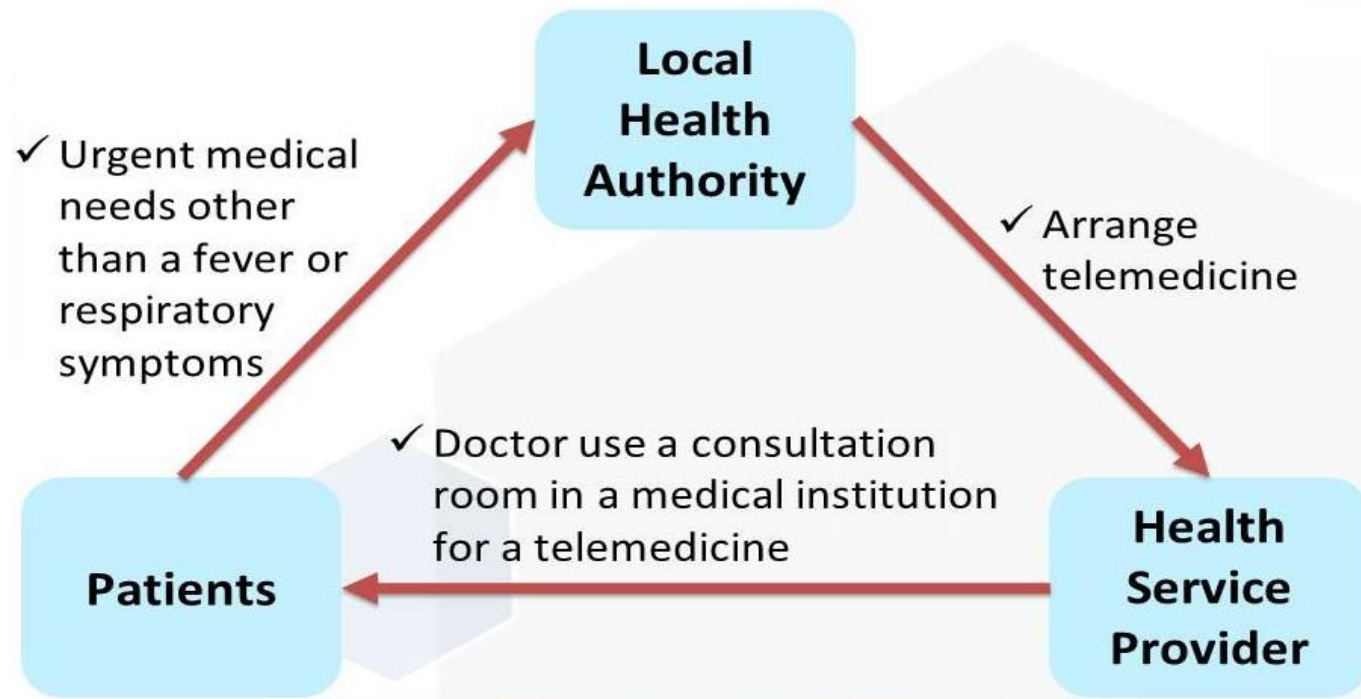 Local
Health
Authority
✓ Urgent medical
needs other
than a fever or
respiratory
symptoms
✓ Arrange
telemedicine
✓ Doctor use a consultation
room in a medical institution
for a telemedicine
Patients
Health
Service
Provider